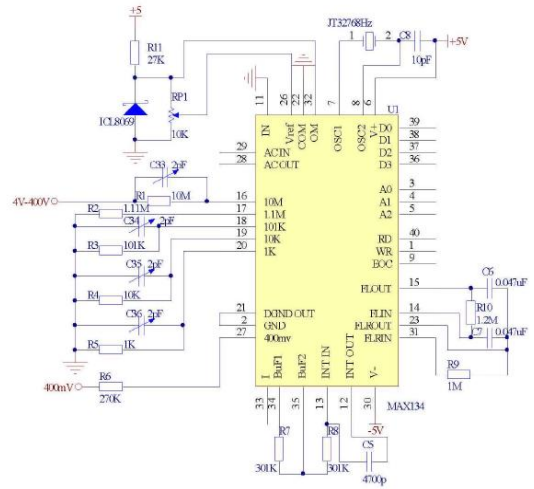 +5
JT32768Hz
RJ1
27K
1
2
C8
10pF
+5V
RP1
ICL8069
10K
11
26
22
32
7
8
6
U1
IN
Vref
COM
OM
OSC1
OSC2
V+
D0
39
D1
38
D2
37
D3
36
29
ACIN
28
ACOUT
C33
2pF
4V-400V
R1
10M
16
10M
A0
3
A1
4
A2
5
R2
1.11M
17
1.1M
C34
2pF
18
101K
R3
101K
19
10K
20
1K
RD
40
WR
1
EOC
9
C35
2pF
R4
10K
FLOUT
15
C6
0.047uF
C36
2pF
21
DGIND OUT
2
GND
27
400mv
FLIN
14
FLROUT
23
FLRIN
31
R10
1.2M
C7
0.047uF
R5
1K
400mV
R6
270K
R9
1M
I
BuF1
BuF2
INT IN
INT OUT
V-
MAX134
33
34
35
13
12
30
-5V
R7
301K
R8
301K
C5
4700p